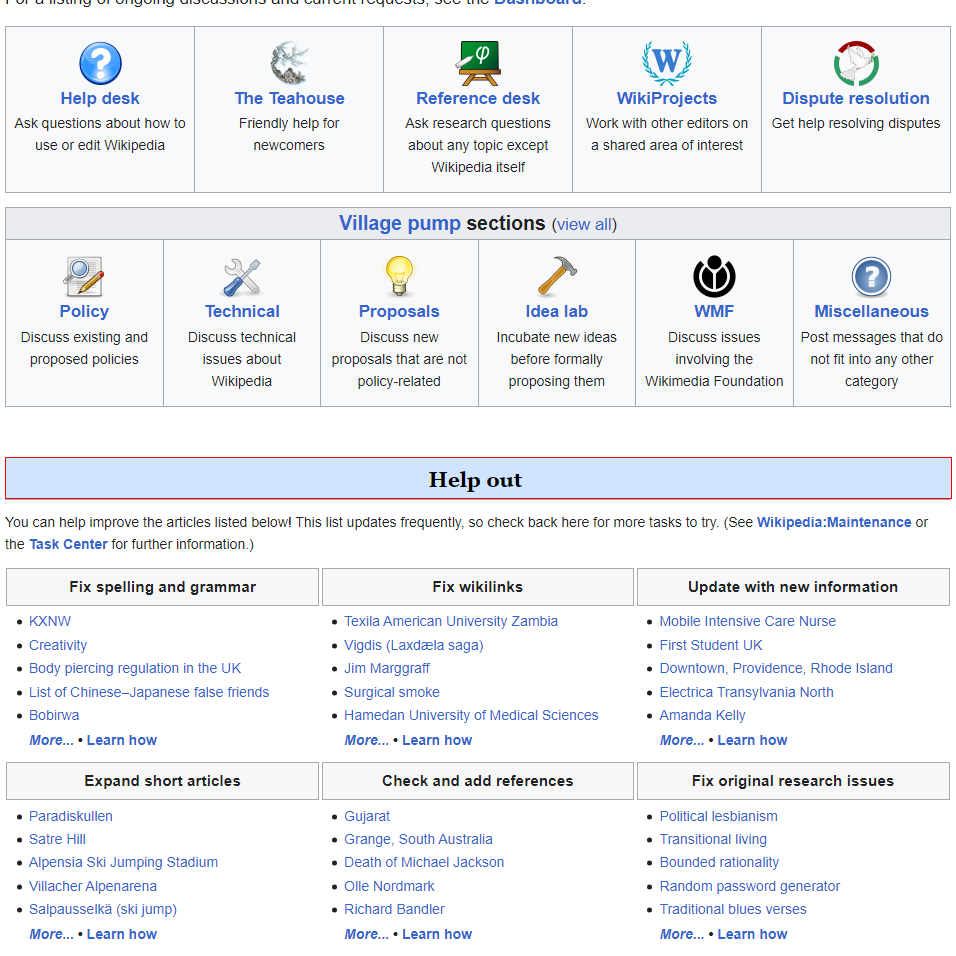 For a listing of ongoing discussions and current requests, see the Dashboard.
Help desk
Ask questions about how to
use or edit Wikipedia
The Teahouse
Friendly help for
newcomers
Reference desk
Ask research questions
about any topic except
Wikipedia itself
W
WikiProjects
Work with other editors on
a shared area of interest
Dispute resolution
Get help resolving disputes
Village pump sections (view all)
Policy
Discuss existing and
proposed policies
Technical
Discuss technical
issues about
Wikipedia
Proposals
Discuss new
proposals that are not
policy-related
Idea lab
Incubate new ideas
before formally
proposing them
WMF
Discuss issues
involving the
Wikimedia Foundation
Miscellaneous
Post messages that do
not fit into any other
category
Help out
You can help improve the articles listed below! This list updates frequently, so check back here for more tasks to try. (See Wikipedia:Maintenance or
the Task Center for further information.)
Fix spelling and grammar
• KXNW
• Creativity
• Body piercing regulation in the UK
• List of Chinese–Japanese false friends
• Bobirwa
More... • Learn how
Fix wikilinks
• Texila American University Zambia
• Vigdis (Laxdæla saga)
• Jim Marggraff
• Surgical smoke
• Hamedan University of Medical Sciences
More... • Learn how
Update with new information
• Mobile Intensive Care Nurse
• First Student UK
• Downtown, Providence, Rhode Island
• Electrica Transylvania North
• Amanda Kelly
More... • Learn how
Expand short articles
• Paradiskullen
• Satre Hill
• Alpensia Ski Jumping Stadium
• Villacher Alpenarena
• Salpausselkä (ski jump)
More... • Learn how
Check and add references
• Gujarat
• Grange, South Australia
• Death of Michael Jackson
• Olle Nordmark
• Richard Bandler
More... • Learn how
Fix original research issues
• Political lesbianism
• Transitional living
• Bounded rationality
• Random password generator
• Traditional blues verses
More... • Learn how